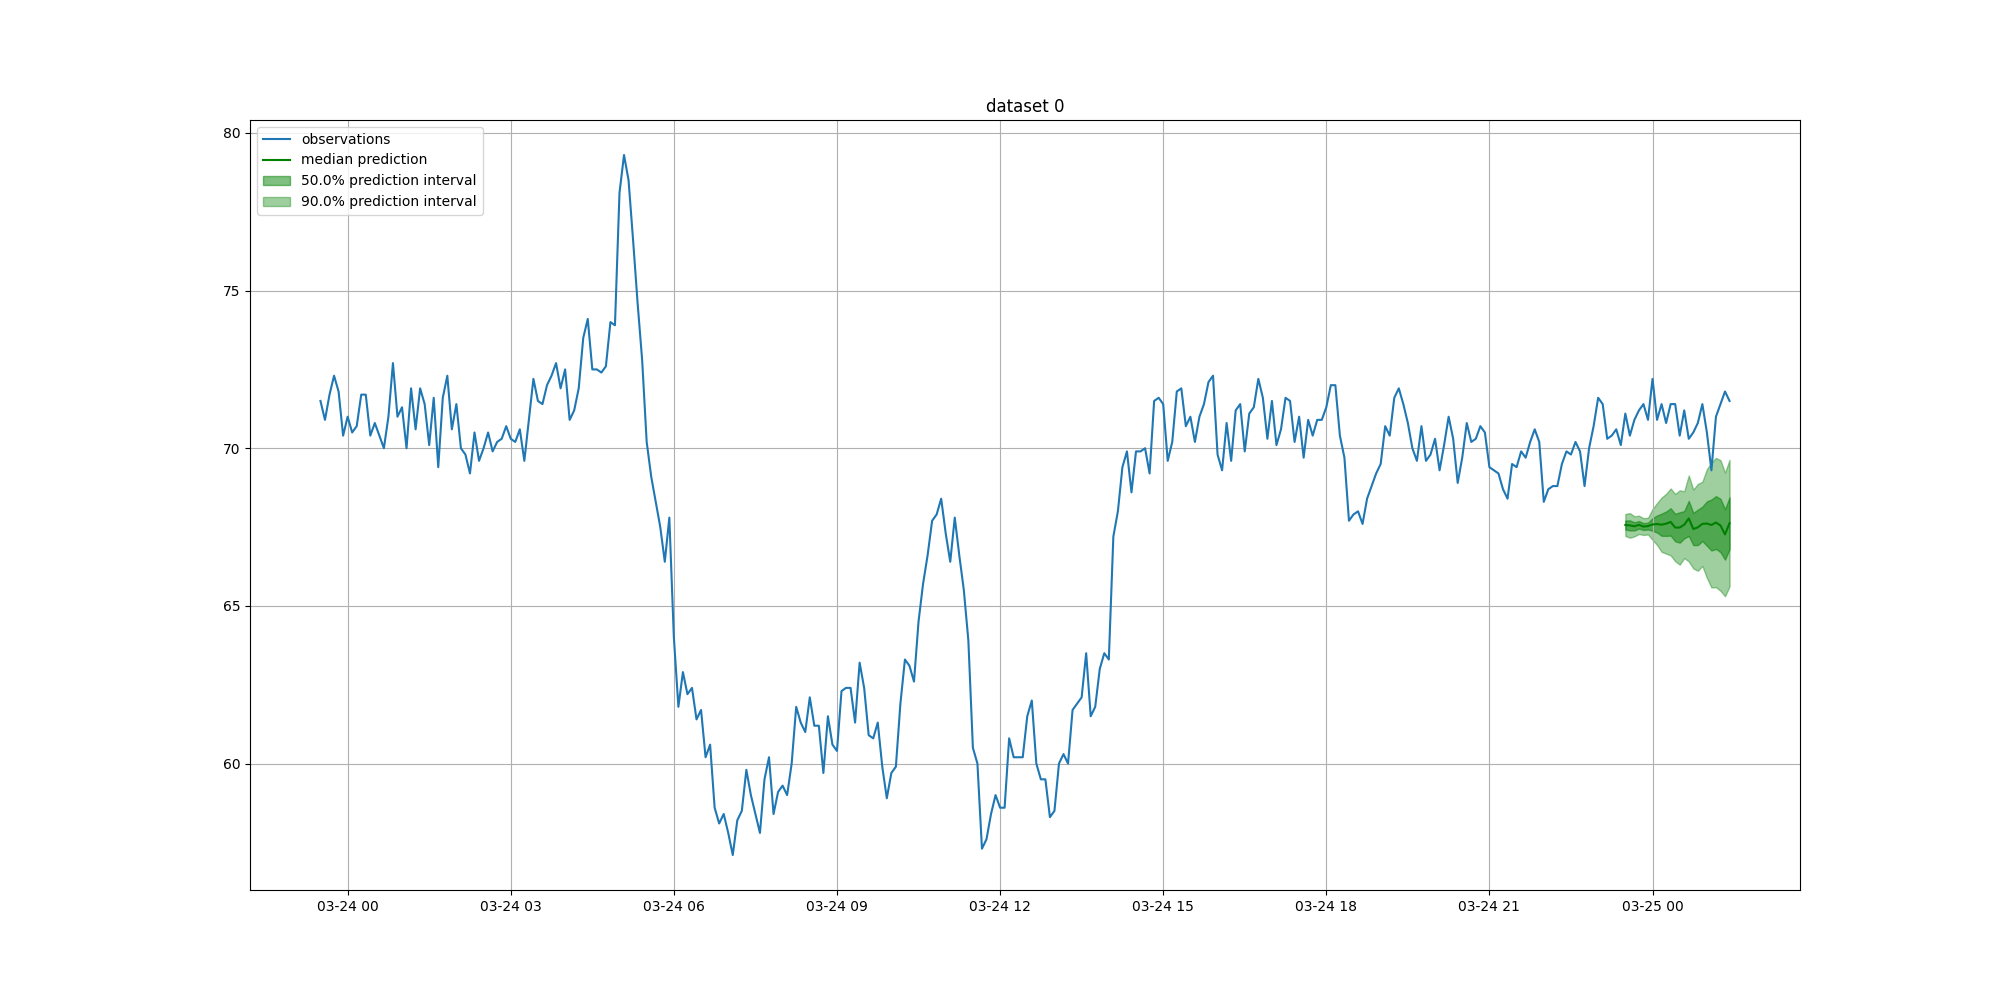 dataset 0
observations
median prediction
50.0% prediction interval
90.0% prediction interval
80
75
70
65
60
03-24 00
03-24 03
03-24 06
03-24 09
03-24 12
03-24 15
03-24 18
03-24 21
03-25 00